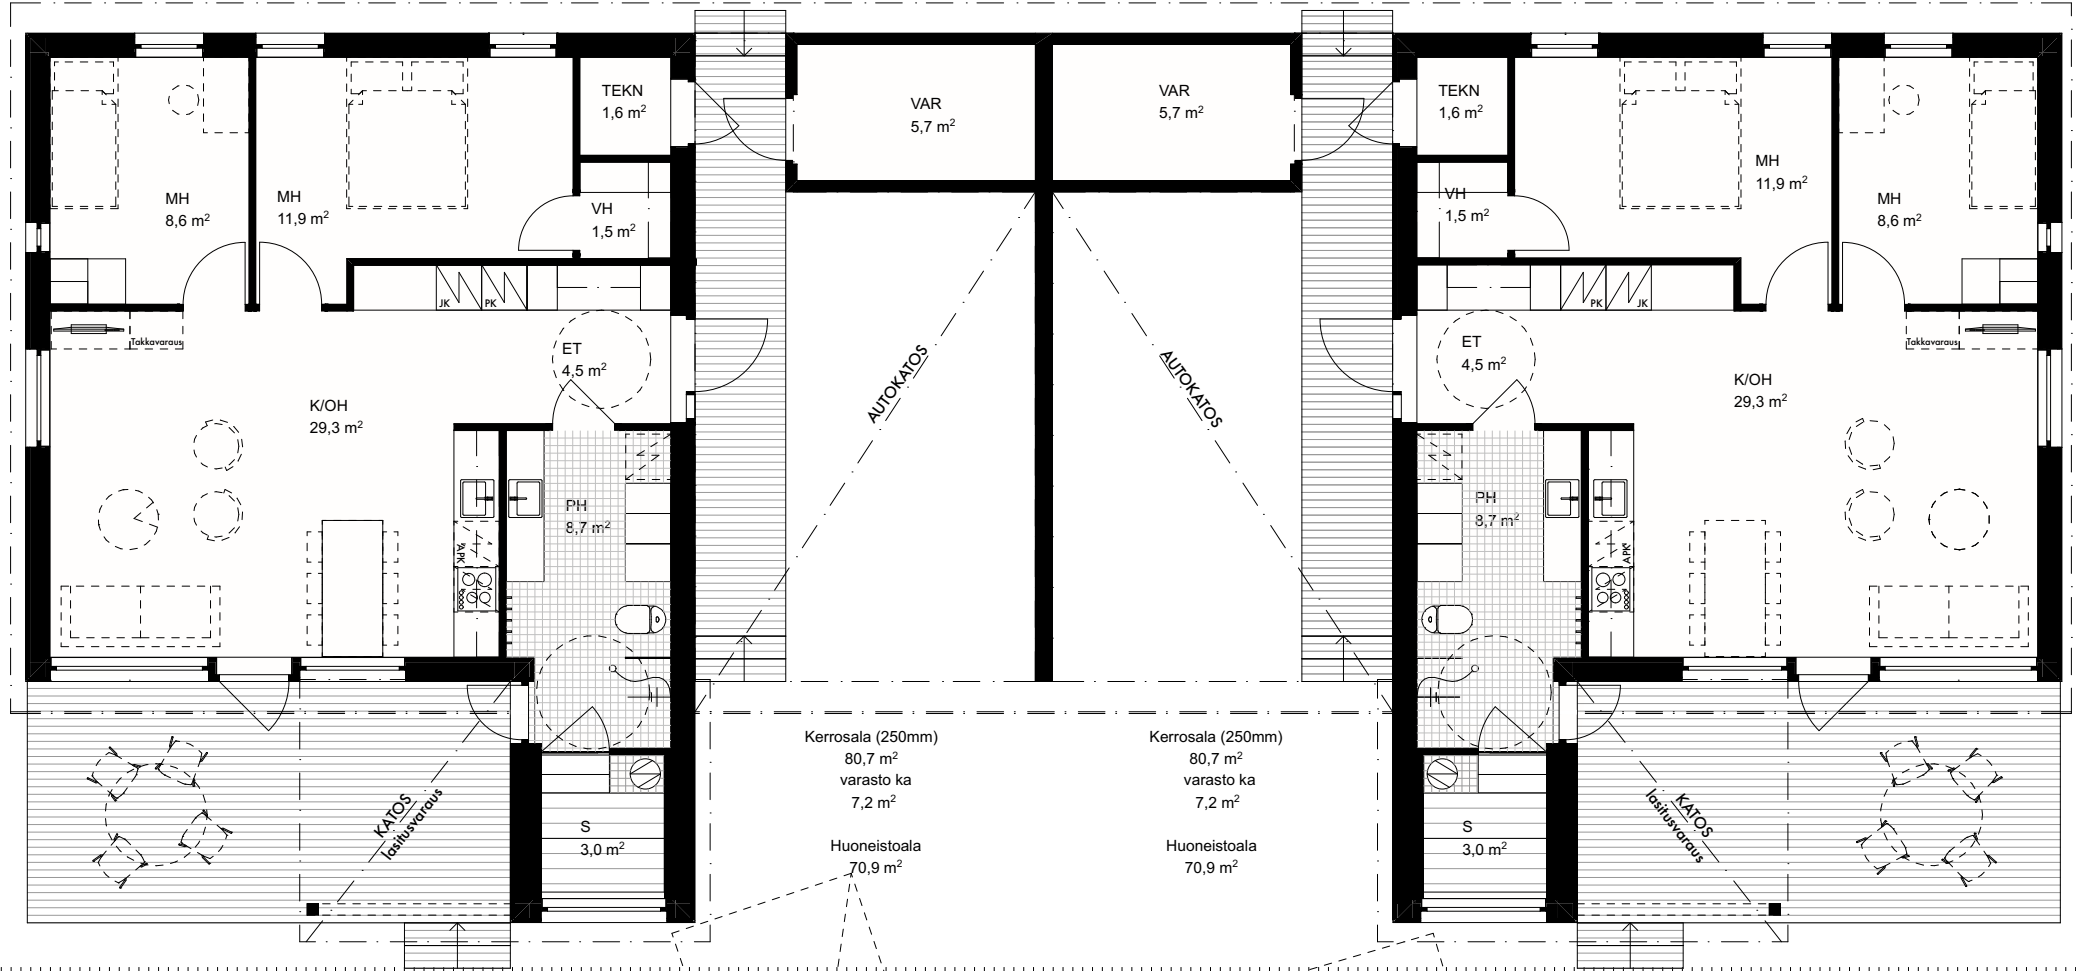 TEKN
1,6 m²
VAR
5,7 m²
VAR
5,7 m²
TEKN
1,6 m²
MH
8,6 m²
MH
11,9 m²
VH
1,5 m²
VH
1,5 m²
MH
11,9 m²
MH
8,6 m²
JK
PK
PK
JK
Takkavaraus
ET
4,5 m²
AUTOKATOS
AUTOKATOS
ET
4,5 m²
Takkavaraus
K/OH
29,3 m²
K/OH
29,3 m²
PH
8,7 m²
PH
8,7 m²
APK
APK
Kerrosala (250mm)
80,7 m²
varasto ka
7,2 m²
Huoneistoala
70,9 m²
Kerrosala (250mm)
80,7 m²
varasto ka
7,2 m²
Huoneistoala
70,9 m²
KATOS
lasitusvaraus
S
3,0 m²
S
3,0 m²
KATOS
lasitusvaraus